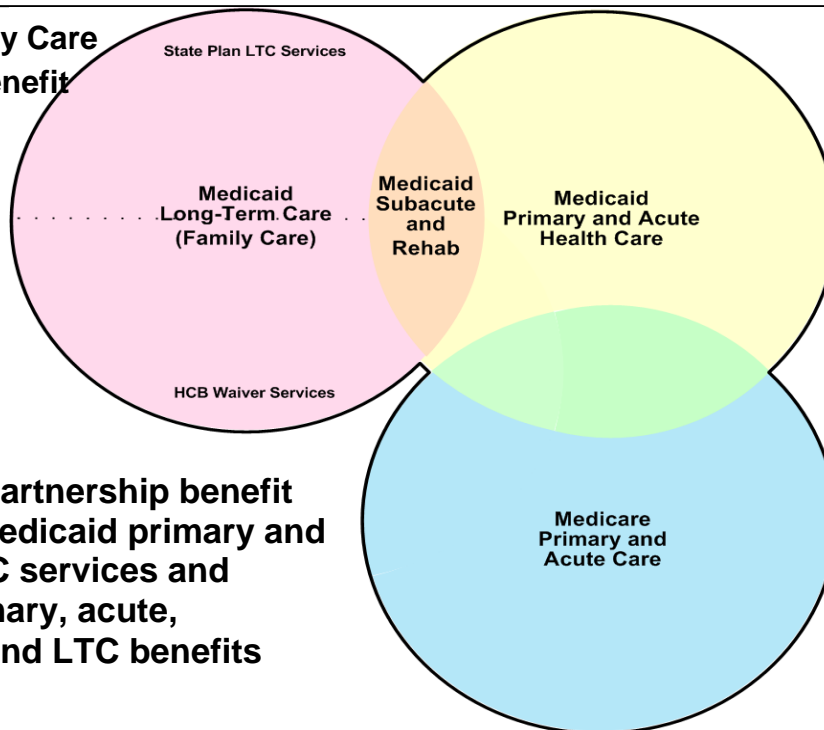 y Care
enefit
State Plan LTC Services
Medicaid
Long-Term Care
(Family Care)
Medicaid
Subacute
and
Rehab
Medicaid
Primary and Acute
Health Care
HCB Waiver Services
artnership benefit
edicaid primary and
C services and
nary, acute,
nd LTC benefits
Medicare
Primary and
Acute Care